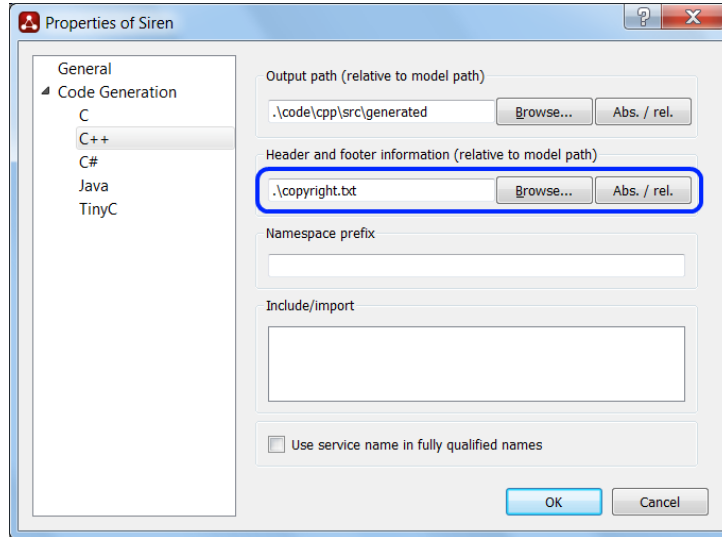 Properties of Siren
General
Code Generation
C
C++
C#
Java
TinyC
Output path (relative to model path)
.\code\cpp\src\generated
Browse...
Abs. / rel.
Header and footer information (relative to model path)
.\copyright.txt
Browse...
Abs. / rel.
Namespace prefix
Include/import
Use service name in fully qualified names
OK
Cancel